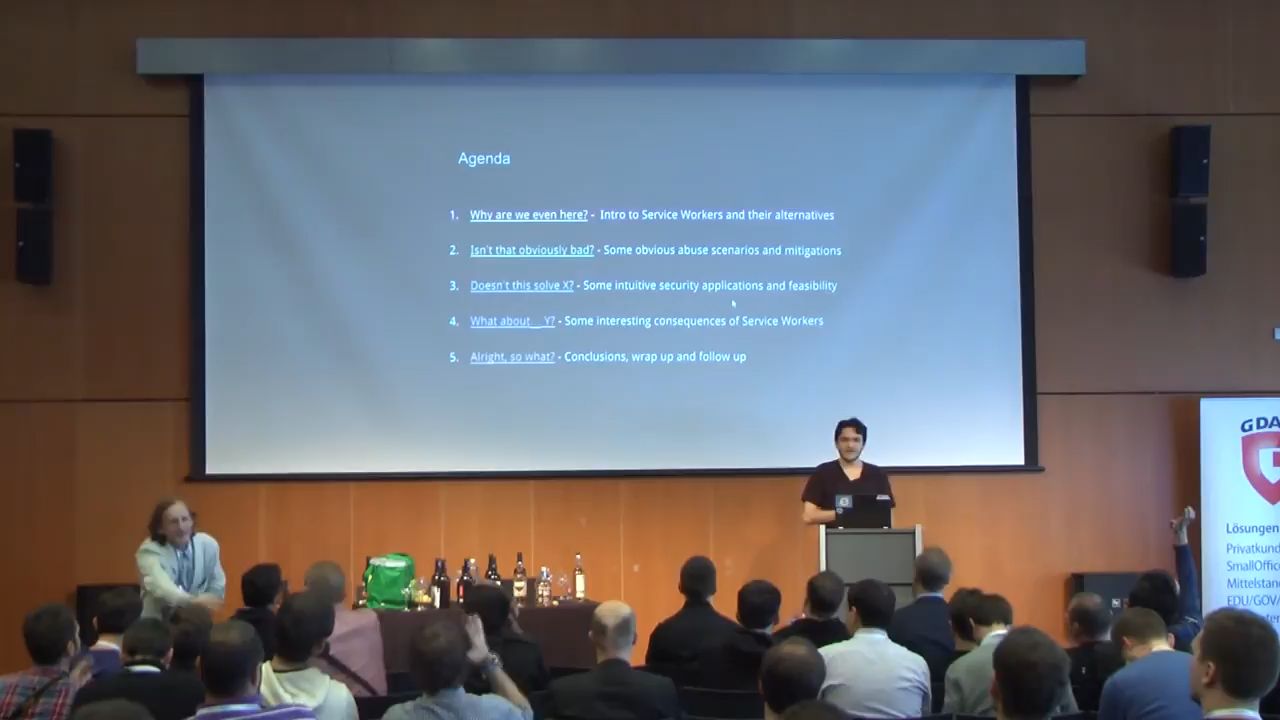 Agenda
1. Why are we even here? - Intro to Service Workers and their alternatives
2. Isn't that obviously bad? - Some obvious abuse scenarios and mitigations
3. Doesn't this solve X? - Some intuitive security applications and feasibility
4. What about__ Y? - Some interesting consequences of Service Workers
5. Alright, so what? - Conclusions, wrap up and follow up
G DA
Lösungen
Privatkund
SmallOffic
Mittelstan
EDU/GOV/